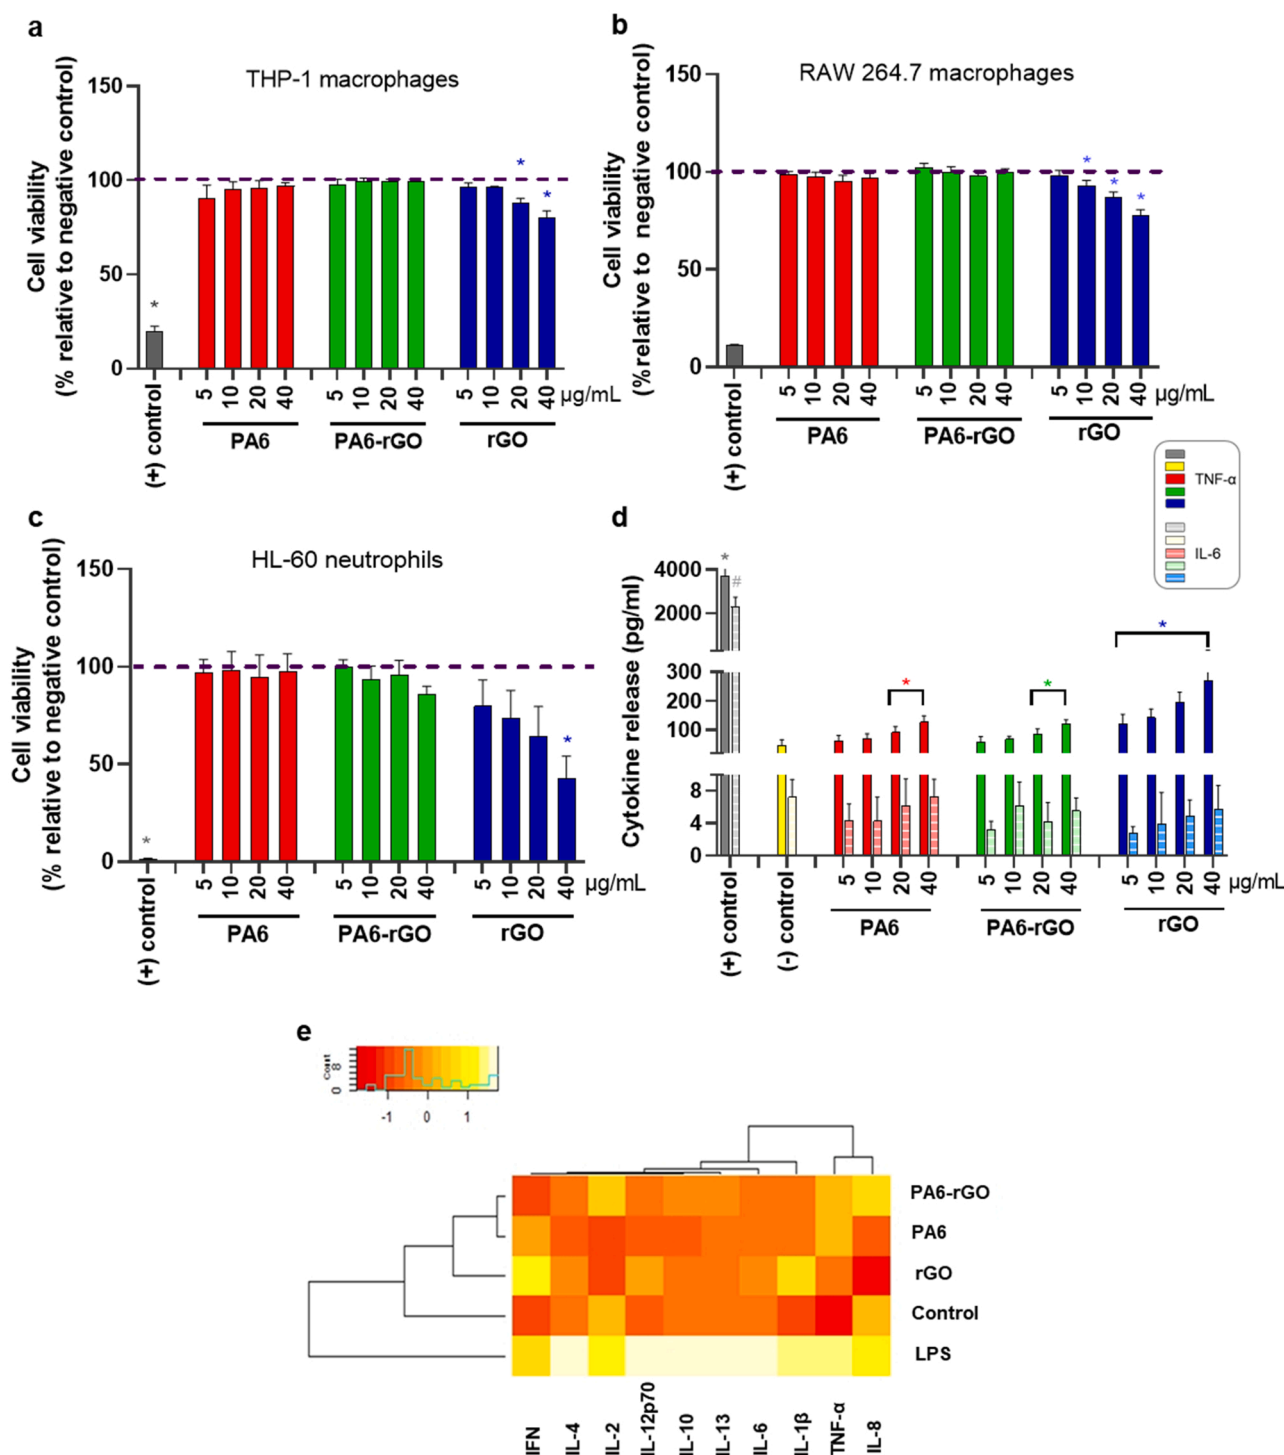 a
THP-1 macrophages
Cell viability
(% relative to negative control)
150
100
50
0
*
*
*
(+) control
5 10 20 40 5 10 20 40 5 10 20 40 µg/mL
PA6 PA6-rGO rGO
b
RAW 264.7 macrophages
Cell viability
(% relative to negative control)
150
100
50
0
*
*
*
(+) control
5 10 20 40 5 10 20 40 5 10 20 40 µg/mL
PA6 PA6-rGO rGO
TNF-α
IL-6
c
HL-60 neutrophils
Cell viability
(% relative to negative control)
150
100
50
0
*
*
(+) control
5 10 20 40 5 10 20 40 5 10 20 40 µg/mL
PA6 PA6-rGO rGO
d
Cytokine release (pg/ml)
4000
2000
300
100
8
4
0
*
#
*
*
*
(+) control
(-) control
5 10 20 40 5 10 20 40 5 10 20 40 µg/mL
PA6 PA6-rGO rGO
e
Count
0 8
-1 0 1
PA6-rGO
PA6
rGO
Control
LPS
IFN IL-4 IL-2 IL-12p70 IL-10 IL-13 IL-6 IL-1β TNF-α IL-8